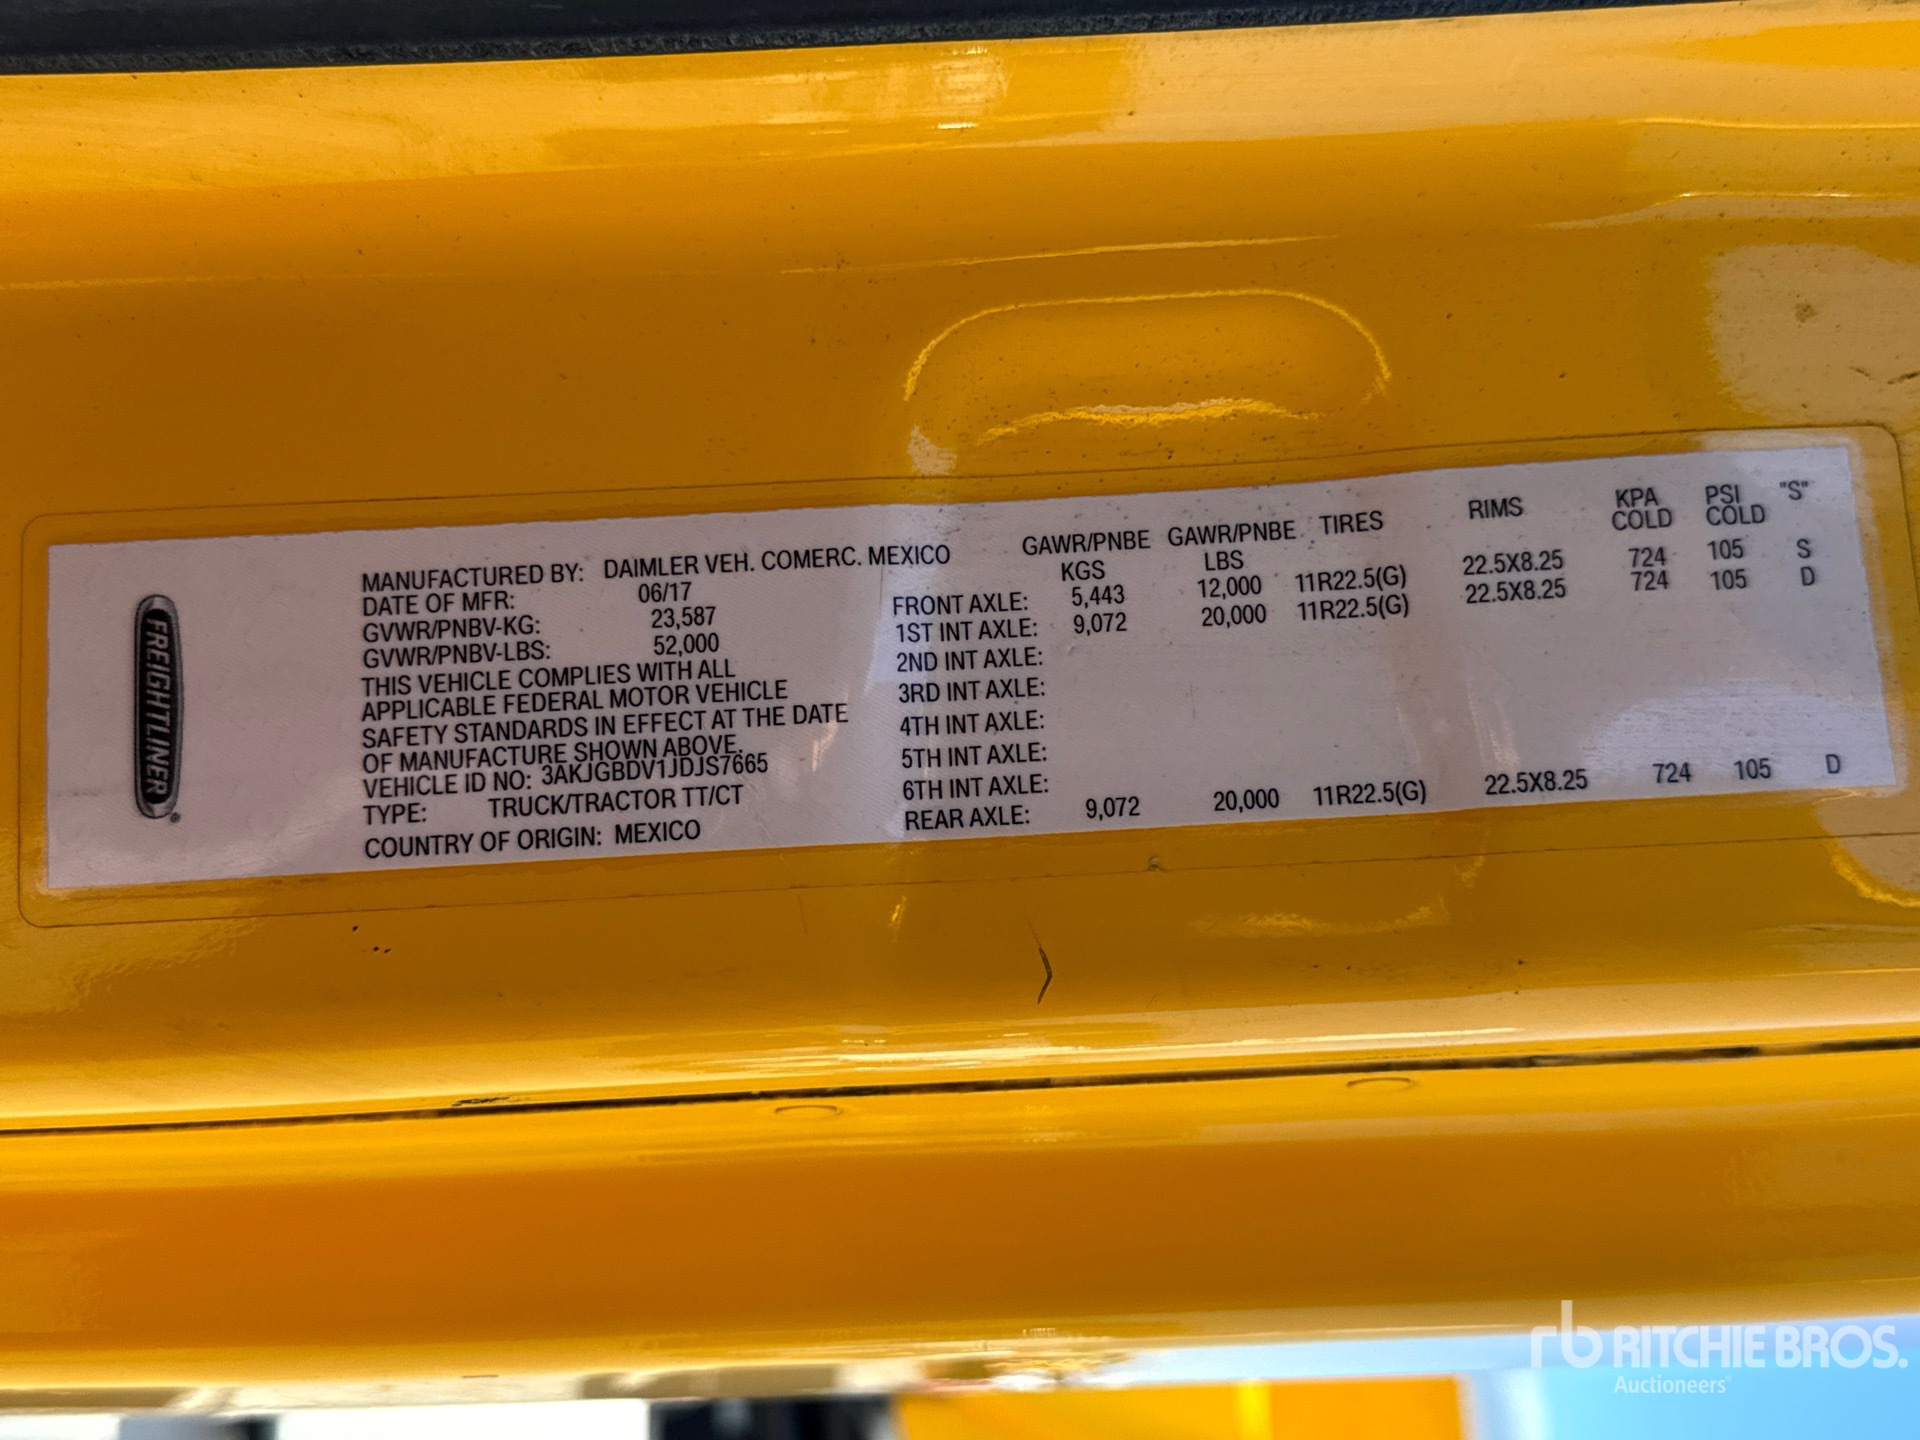 FREIGHTLINER
MANUFACTURED BY: DAIMLER VEH. COMERC. MEXICO
DATE OF MFR: 06/17
GVWR/PNBV-KG: 23,587
GVWR/PNBV-LBS: 52,000
THIS VEHICLE COMPLIES WITH ALL
APPLICABLE FEDERAL MOTOR VEHICLE
SAFETY STANDARDS IN EFFECT AT THE DATE
OF MANUFACTURE SHOWN ABOVE.
VEHICLE ID NO: 3AKJGBDV1JDJS7665
TYPE: TRUCK/TRACTOR TT/CT
COUNTRY OF ORIGIN: MEXICO
GAWR/PNBE GAWR/PNBE TIRES RIMS KPA PSI "S"
KGS LBS COLD COLD
FRONT AXLE: 5,443 12,000 11R22.5(G) 22.5X8.25 724 105 S
1ST INT AXLE: 9,072 20,000 11R22.5(G) 22.5X8.25 724 105 D
2ND INT AXLE:
3RD INT AXLE:
4TH INT AXLE:
5TH INT AXLE:
6TH INT AXLE:
REAR AXLE: 9,072 20,000 11R22.5(G) 22.5X8.25 724 105 D
rb RITCHIE BROS.
Auctioneers